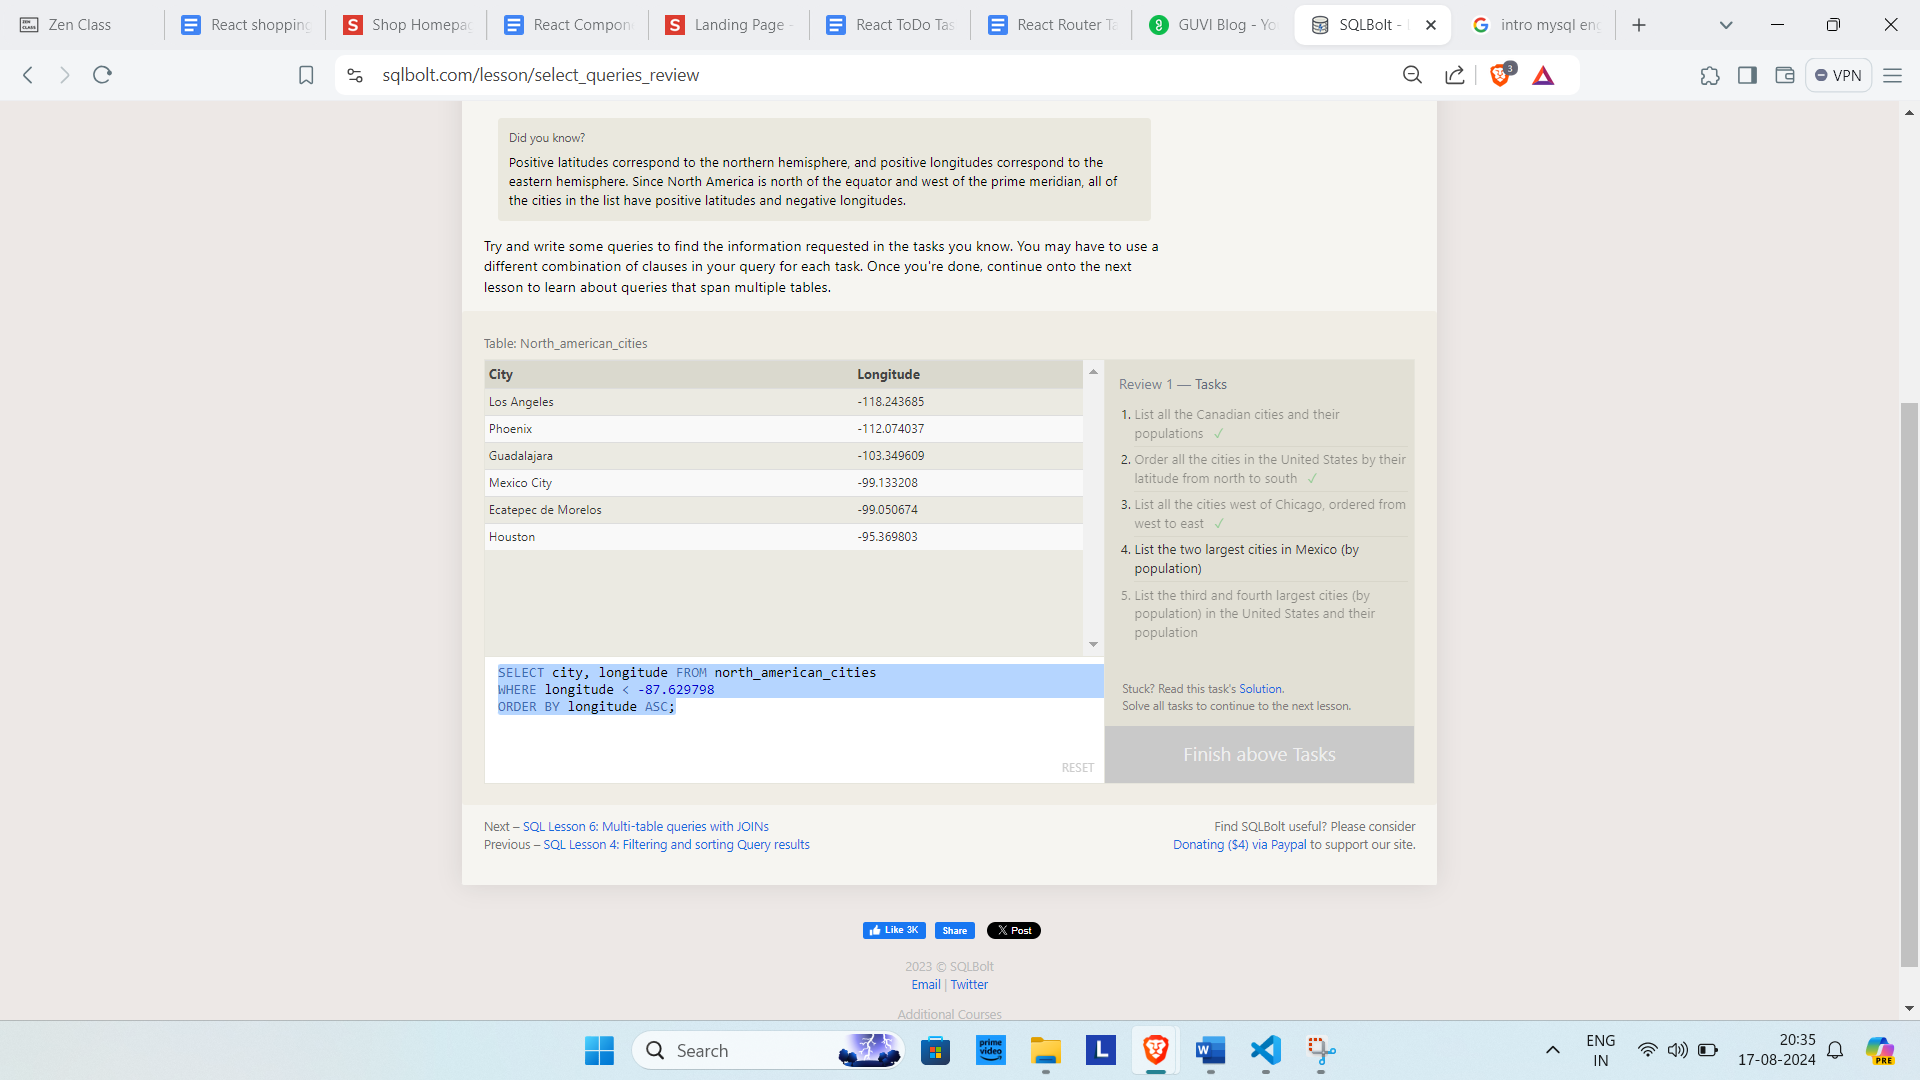 Zen Class
React shopping
Shop Homepag
React Compon
Landing Page -
React ToDo Tas
React Router Ta
GUVI Blog - Yo
SQLBolt -
intro mysql eng
sqlbolt.com/lesson/select_queries_review
3
VPN
Did you know?
Positive latitudes correspond to the northern hemisphere, and positive longitudes correspond to the
eastern hemisphere. Since North America is north of the equator and west of the prime meridian, all of
the cities in the list have positive latitudes and negative longitudes.
Try and write some queries to find the information requested in the tasks you know. You may have to use a
different combination of clauses in your query for each task. Once you're done, continue onto the next
lesson to learn about queries that span multiple tables.
Table: North_american_cities
City Longitude
Los Angeles -118.243685
Phoenix -112.074037
Guadalajara -103.349609
Mexico City -99.133208
Ecatepec de Morelos -99.050674
Houston -95.369803
SELECT city, longitude FROM north_american_cities
WHERE longitude < -87.629798
ORDER BY longitude ASC;
RESET
Review 1 — Tasks
1. List all the Canadian cities and their
populations ✓
2. Order all the cities in the United States by their
latitude from north to south ✓
3. List all the cities west of Chicago, ordered from
west to east ✓
4. List the two largest cities in Mexico (by
population)
5. List the third and fourth largest cities (by
population) in the United States and their
population
Stuck? Read this task's Solution.
Solve all tasks to continue to the next lesson.
Finish above Tasks
Next – SQL Lesson 6: Multi-table queries with JOINs
Previous – SQL Lesson 4: Filtering and sorting Query results
Find SQLBolt useful? Please consider
Donating ($4) via Paypal to support our site.
Like 3K
Share
X Post
2023 © SQLBolt
Email | Twitter
Additional Courses
Search
prime
video
L
W
ENG
IN
20:35
17-08-2024
PRE